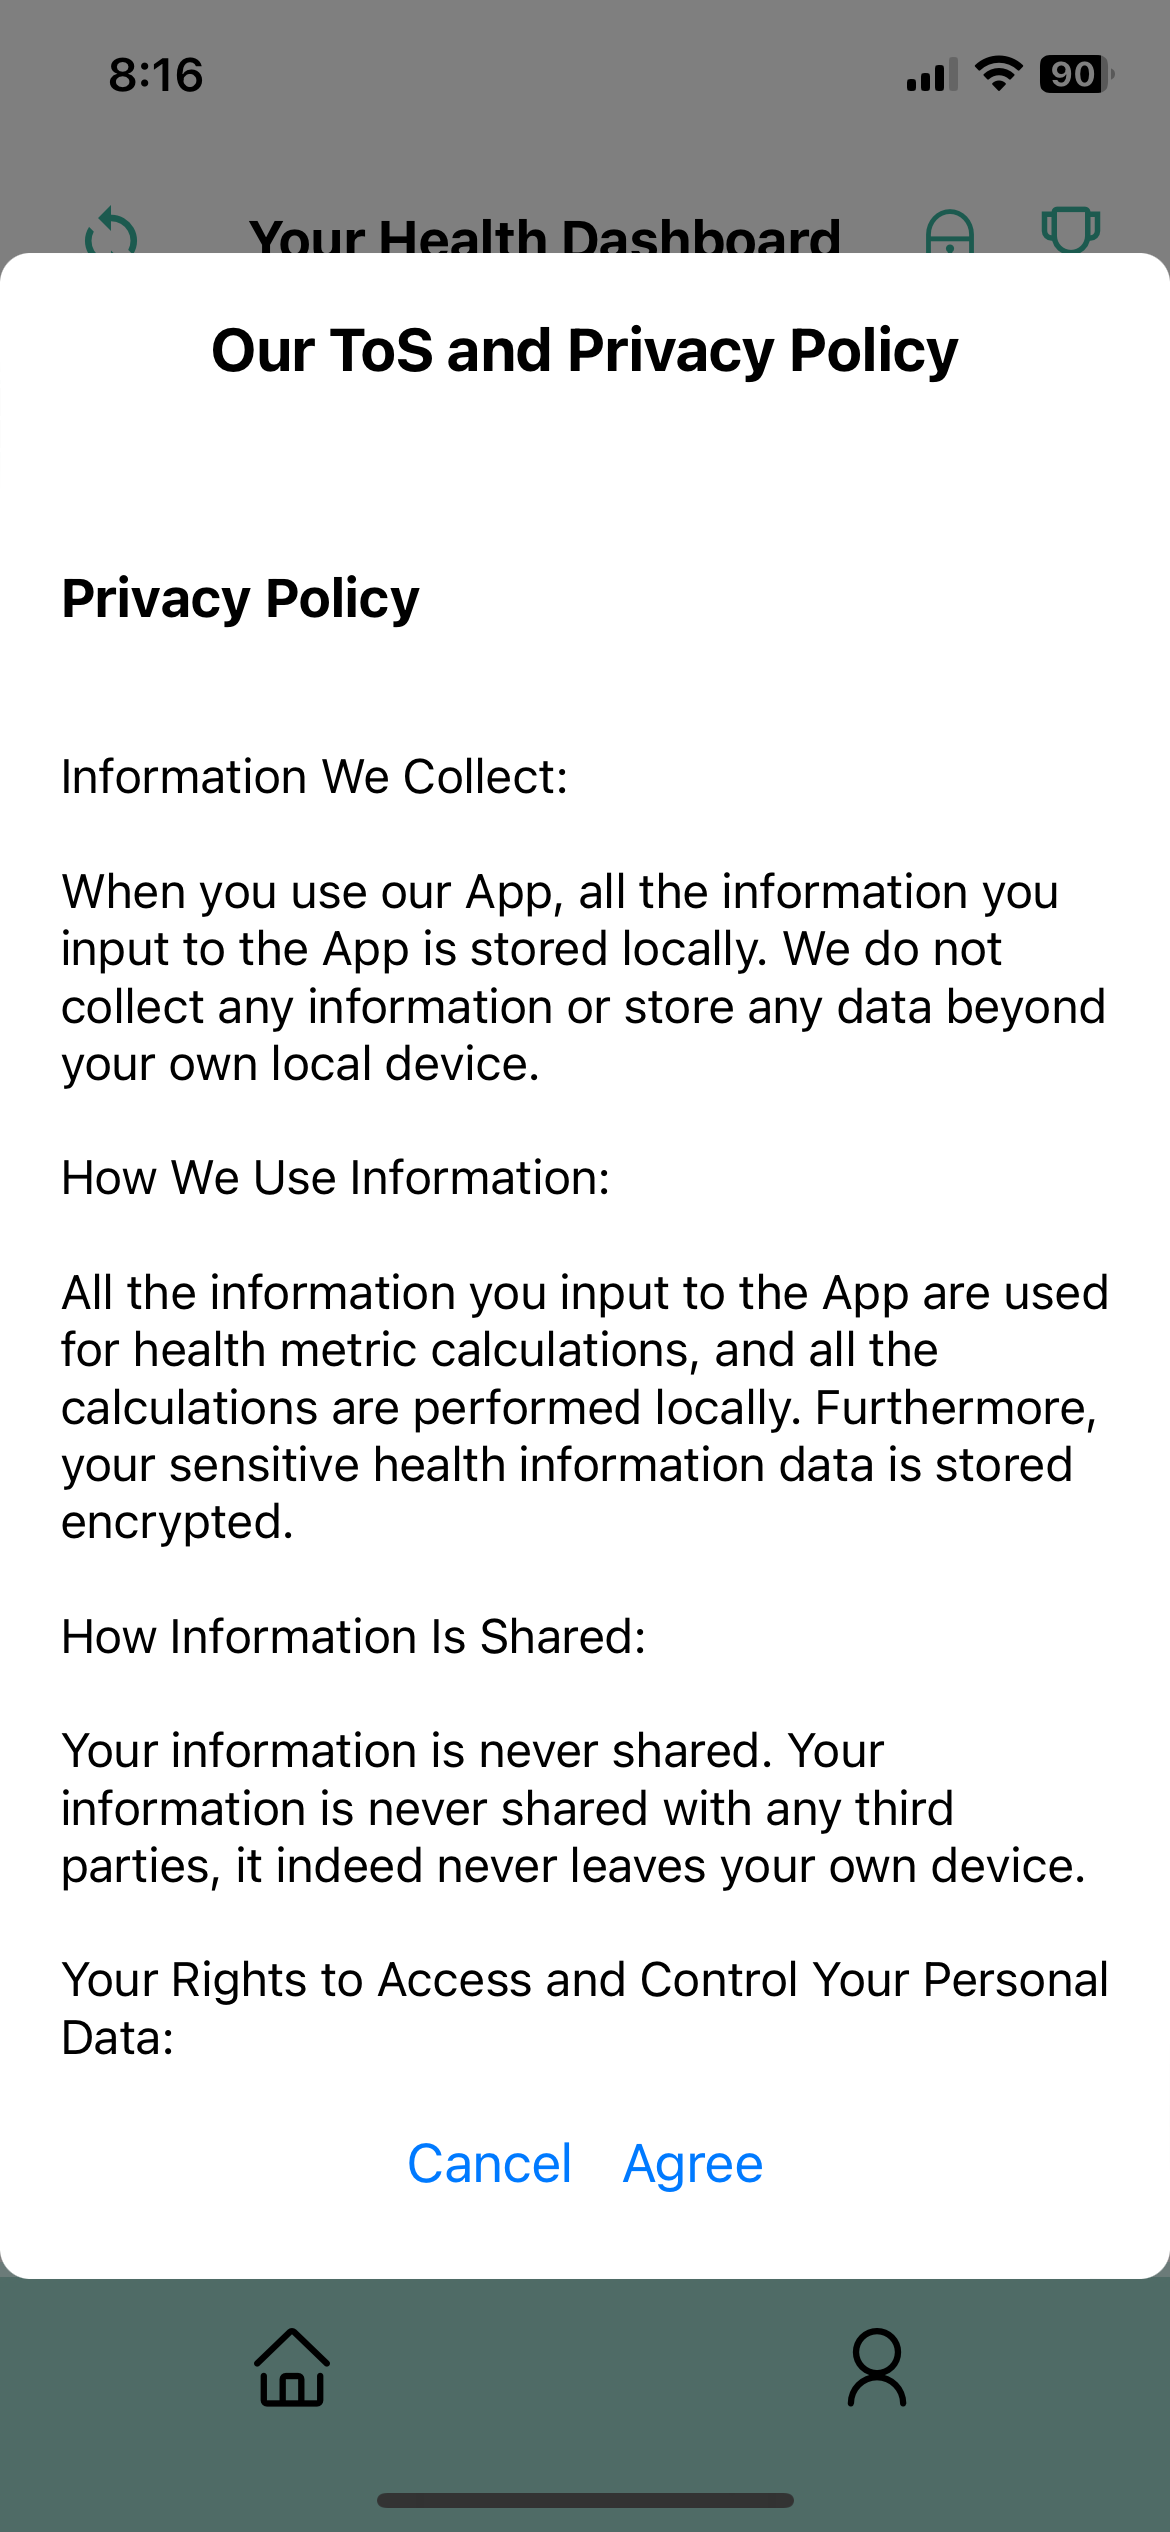 8:16
90
Your Health Dashboard
Our ToS and Privacy Policy
Privacy Policy
Information We Collect:
When you use our App, all the information you
input to the App is stored locally. We do not
collect any information or store any data beyond
your own local device.
How We Use Information:
All the information you input to the App are used
for health metric calculations, and all the
calculations are performed locally. Furthermore,
your sensitive health information data is stored
encrypted.
How Information Is Shared:
Your information is never shared. Your
information is never shared with any third
parties, it indeed never leaves your own device.
Your Rights to Access and Control Your Personal
Data:
Cancel Agree